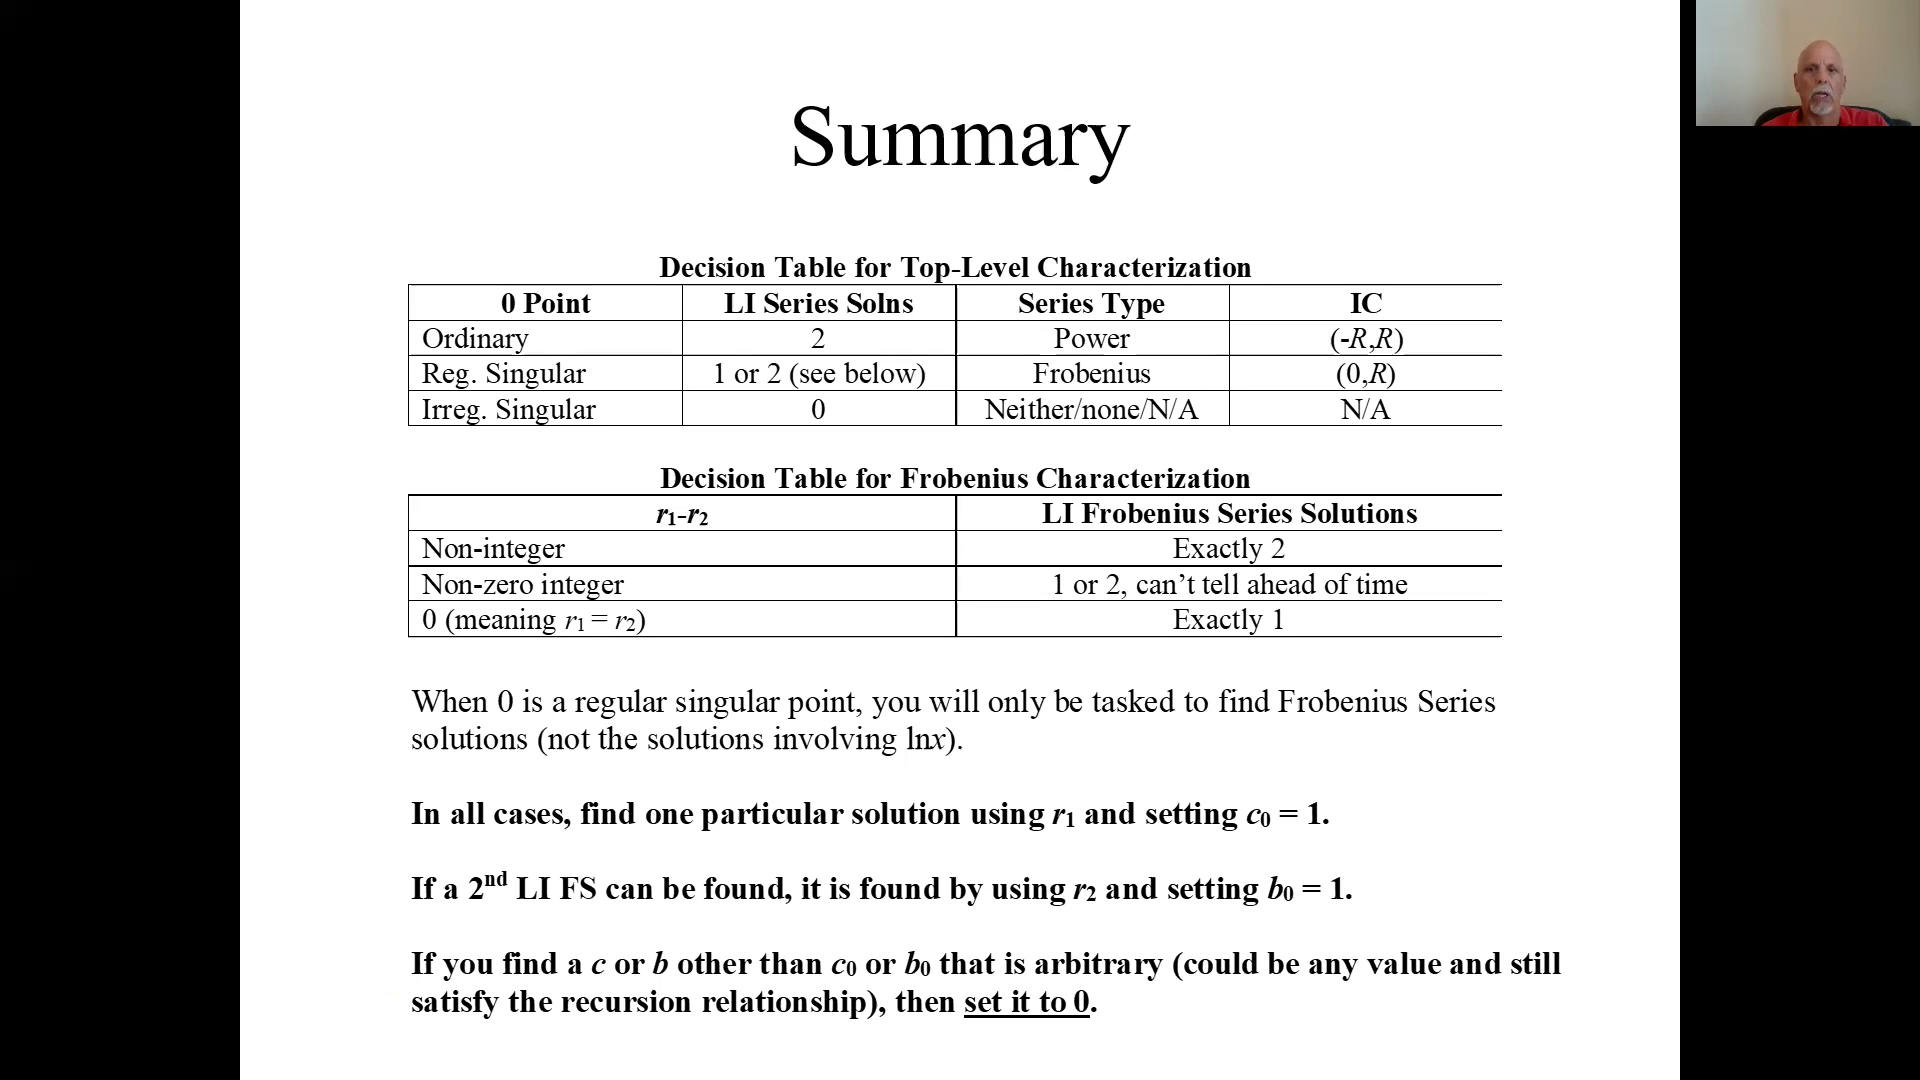 Summary
Decision Table for Top-Level Characterization
0 Point LI Series Solns Series Type IC
Ordinary 2 Power (-R,R)
Reg. Singular 1 or 2 (see below) Frobenius (0,R)
Irreg. Singular 0 Neither/none/N/A N/A
Decision Table for Frobenius Characterization
r₁-r₂ LI Frobenius Series Solutions
Non-integer Exactly 2
Non-zero integer 1 or 2, can’t tell ahead of time
0 (meaning r₁ = r₂) Exactly 1
When 0 is a regular singular point, you will only be tasked to find Frobenius Series
solutions (not the solutions involving lnx).
In all cases, find one particular solution using r₁ and setting c₀ = 1.
If a 2ⁿᵈ LI FS can be found, it is found by using r₂ and setting b₀ = 1.
If you find a c or b other than c₀ or b₀ that is arbitrary (could be any value and still
satisfy the recursion relationship), then set it to 0.